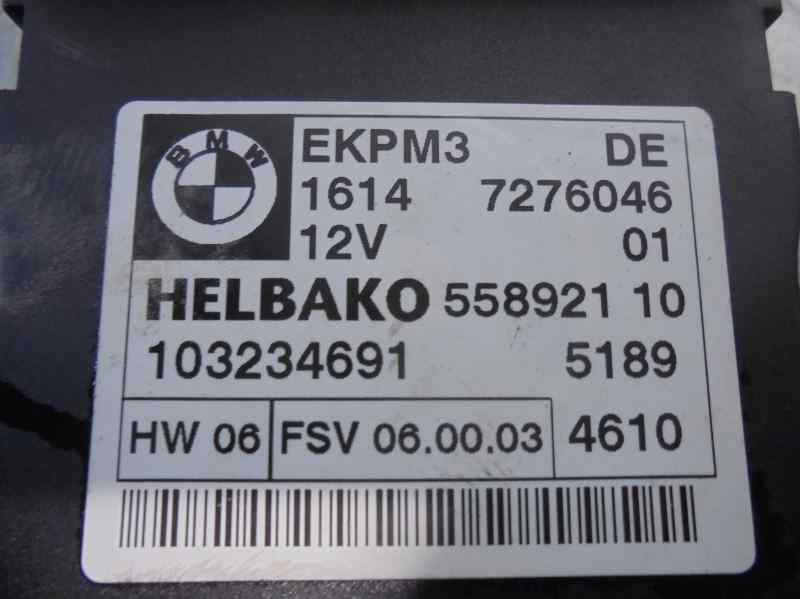 BMW
EKPM3 DE
1614 7276046
12V 01
HELBAKO 558921 10
103234691 5189
HW 06 FSV 06.00.03 4610